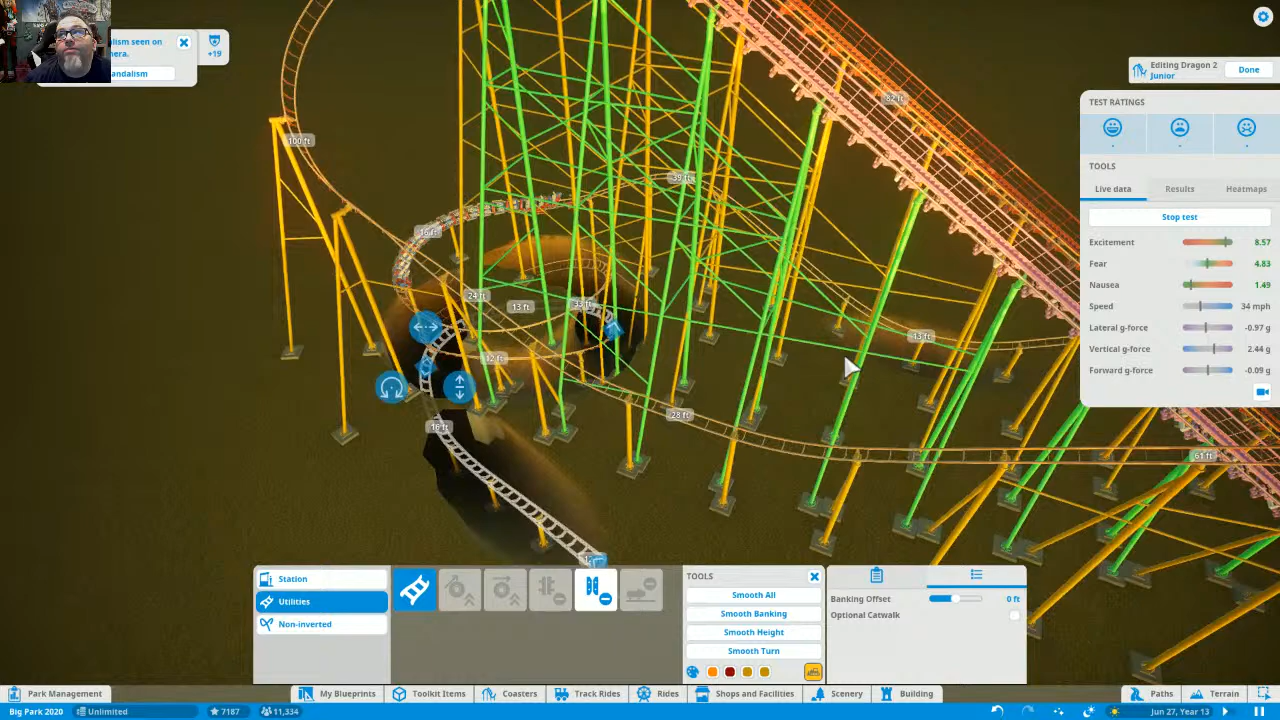 alism seen on
nera.
andalism
+19
Editing Dragon 2
Junior
Done
TEST RATINGS
TOOLS
Live data
Results
Heatmaps
Stop test
Excitement 8.57
Fear 4.83
Nausea 1.49
Speed 34 mph
Lateral g-force -0.97 g
Vertical g-force 2.44 g
Forward g-force -0.09 g
82 ft
100 ft
39 ft
24 ft
13 ft
33 ft
13 ft
12 ft
28 ft
16 ft
61 ft
Station
Utilities
Non-inverted
TOOLS
Smooth All
Smooth Banking
Smooth Height
Smooth Turn
Banking Offset 0 ft
Optional Catwalk
Park Management
My Blueprints
Toolkit Items
Coasters
Track Rides
Rides
Shops and Facilities
Scenery
Building
Paths
Terrain
Big Park 2020
Unlimited
7187
11,334
Jun 27, Year 13